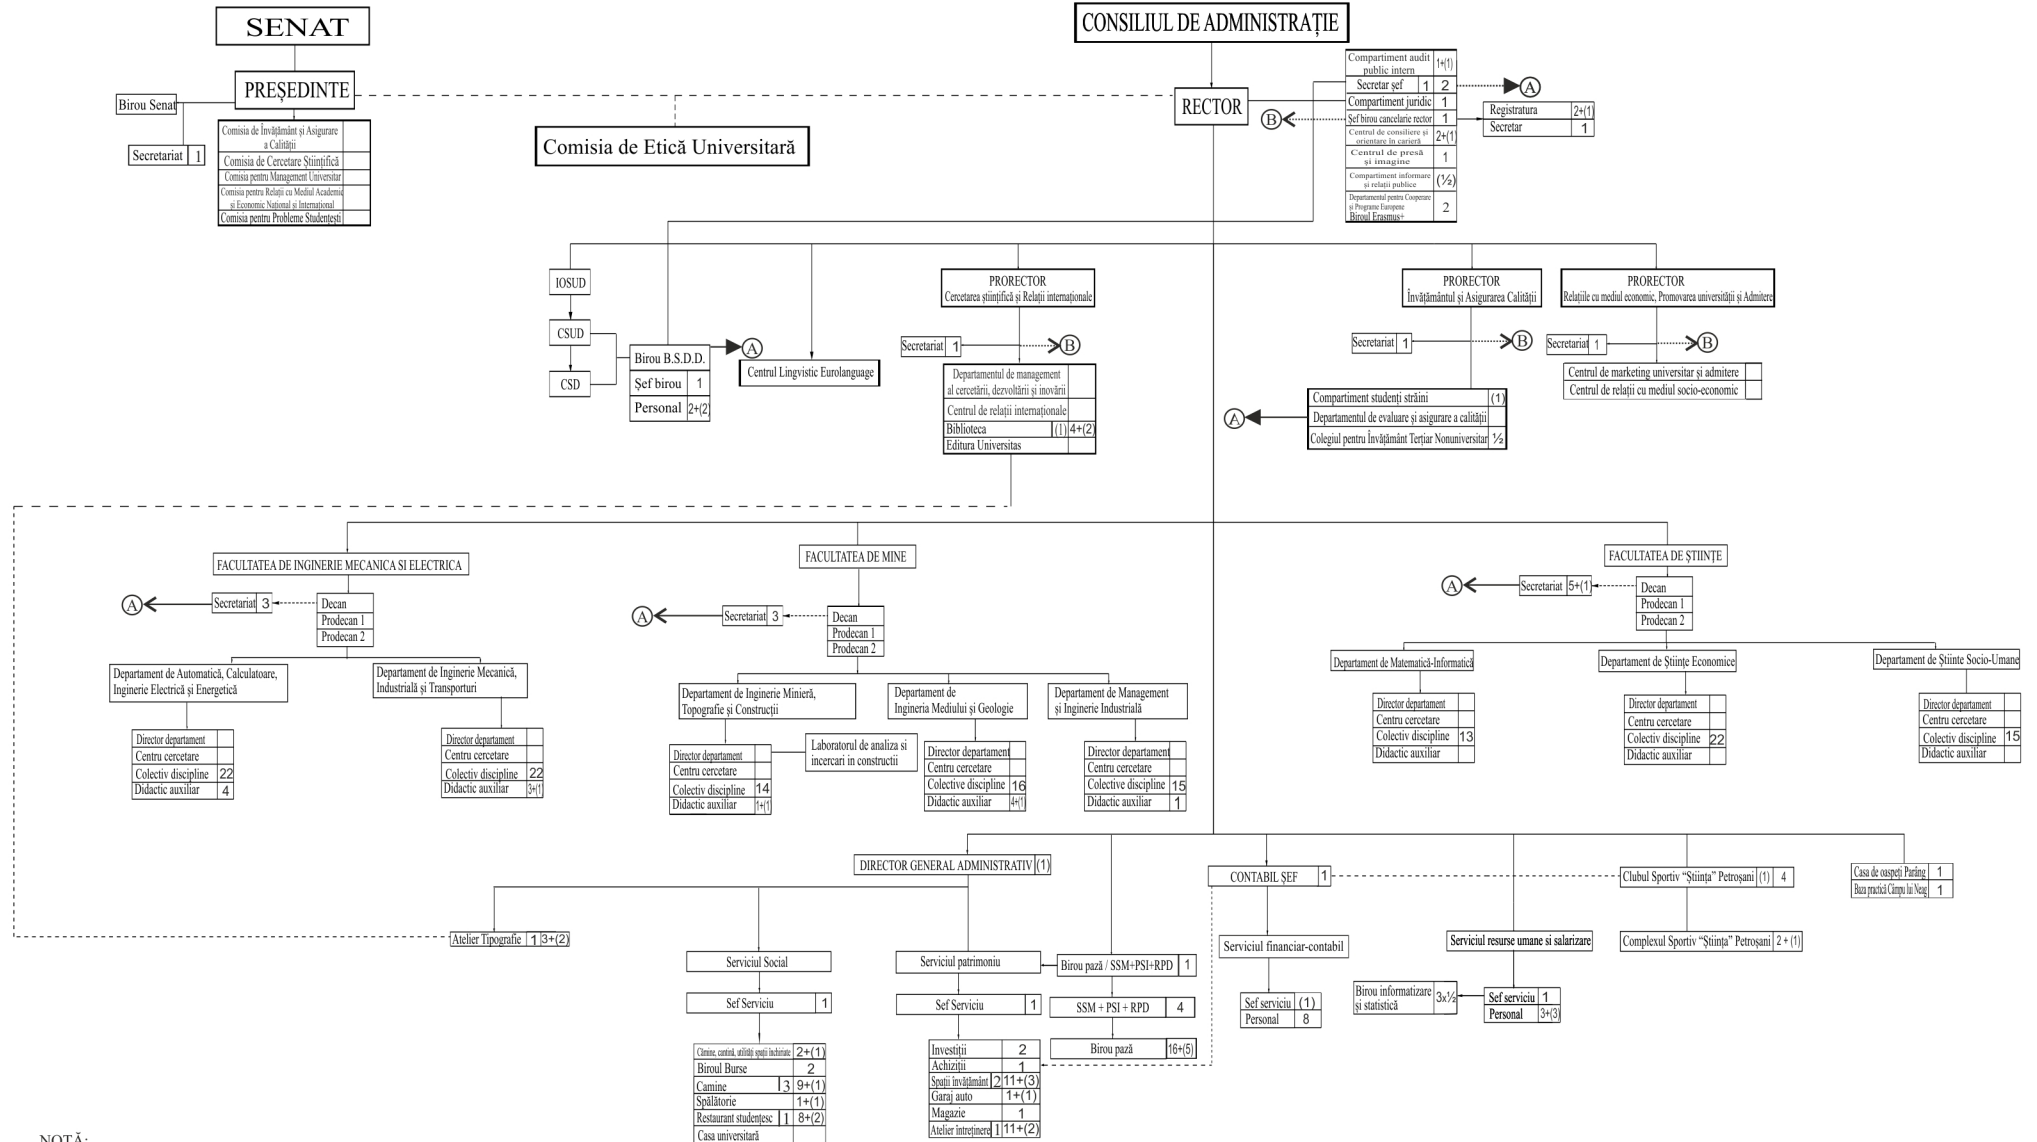 SENAT
CONSILIUL DE ADMINISTRAȚIE
PREȘEDINTE
Birou Senat
Secretariat 1
Comisia de Învățământ și Asigurare
a Calității
Comisia de Cercetare Științifică
Comisia pentru Management Universitar
Comisia pentru Relații cu Mediul Academic
și Economic Național și Internațional
Comisia pentru Probleme Studențești
Comisia de Etică Universitară
RECTOR
Compartiment audit
public intern 1+(1)
Secretar șef 1 2
A
Compartiment juridic 1
B
Șef birou cancelarie rector 1
Registratura 2+(1)
Secretar 1
Centrul de consiliere și
orientare în carieră 2+(1)
Centrul de presă
și imagine 1
Compartiment informare
și relații publice (½)
Departamentul pentru Cooperare
și Programe Europene
Biroul Erasmus+ 2
IOSUD
CSUD
CSD
Birou B.S.D.D.
Șef birou 1
Personal 2+(2)
A
Centrul Lingvistic Eurolanguage
PRORECTOR
Cercetarea științifică și Relații internaționale
Secretariat 1
B
Departamentul de management
al cercetării, dezvoltării și inovării
Centrul de relații internaționale
Biblioteca (1) 4+(2)
Editura Universitas
PRORECTOR
Învățământul și Asigurarea Calității
Secretariat 1
B
A
Compartiment studenți străini (1)
Departamentul de evaluare și asigurare a calității
Colegiul pentru Învățământ Terțiar Nonuniversitar ½
PRORECTOR
Relațiile cu mediul economic, Promovarea universității și Admitere
Secretariat 1
B
Centrul de marketing universitar și admitere
Centrul de relații cu mediul socio-economic
FACULTATEA DE INGINERIE MECANICA SI ELECTRICA
A
Secretariat 3
Decan
Prodecan 1
Prodecan 2
Departament de Automatică, Calculatoare,
Inginerie Electrică și Energetică
Director departament
Centru cercetare
Colectiv discipline 22
Didactic auxiliar 4
Departament de Inginerie Mecanică,
Industrială și Transporturi
Director departament
Centru cercetare
Colectiv discipline 22
Didactic auxiliar 3+(1)
FACULTATEA DE MINE
A
Secretariat 3
Decan
Prodecan 1
Prodecan 2
Departament de Inginerie Minieră,
Topografie și Construcții
Director departament
Centru cercetare
Colectiv discipline 14
Didactic auxiliar 1+(1)
Laboratorul de analiza si
incercari in constructii
Departament de
Ingineria Mediului și Geologie
Director departament
Centru cercetare
Colective discipline 16
Didactic auxiliar 4+(1)
Departament de Management
și Inginerie Industrială
Director departament
Centru cercetare
Colective discipline 15
Didactic auxiliar 1
FACULTATEA DE ȘTIINȚE
A
Secretariat 5+(1)
Decan
Prodecan 1
Prodecan 2
Departament de Matematică-Informatică
Director departament
Centru cercetare
Colectiv discipline 13
Didactic auxiliar
Departament de Științe Economice
Director departament
Centru cercetare
Colectiv discipline 22
Didactic auxiliar
Departament de Știinte Socio-Umane
Director departament
Centru cercetare
Colectiv discipline 15
Didactic auxiliar
DIRECTOR GENERAL ADMINISTRATIV (1)
Atelier Tipografie 1 3+(2)
Serviciul Social
Sef Serviciu 1
Cămine, cantină, utilități spații închiriate 2+(1)
Biroul Burse 2
Camine 3 9+(1)
Spălătorie 1+(1)
Restaurant studențesc 1 8+(2)
Casa universitară
Serviciul patrimoniu
Sef Serviciu 1
Investiții 2
Achiziții 1
Spații învățământ 2 11+(3)
Garaj auto 1+(1)
Magazie 1
Atelier întreținere 1 11+(2)
Birou pază / SSM+PSI+RPD 1
SSM + PSI + RPD 4
Birou pază 16+(5)
CONTABIL ȘEF 1
Serviciul financiar-contabil
Sef serviciu (1)
Personal 8
Serviciul resurse umane si salarizare
Birou informatizare
și statistică 3x½
Sef serviciu 1
Personal 3+(3)
Clubul Sportiv “Știința” Petroșani (1) 4
Complexul Sportiv “Știința” Petroșani 2 + (1)
Casa de oaspeți Parâng 1
Baza practică Câmpu lui Neag 1
NOTĂ: